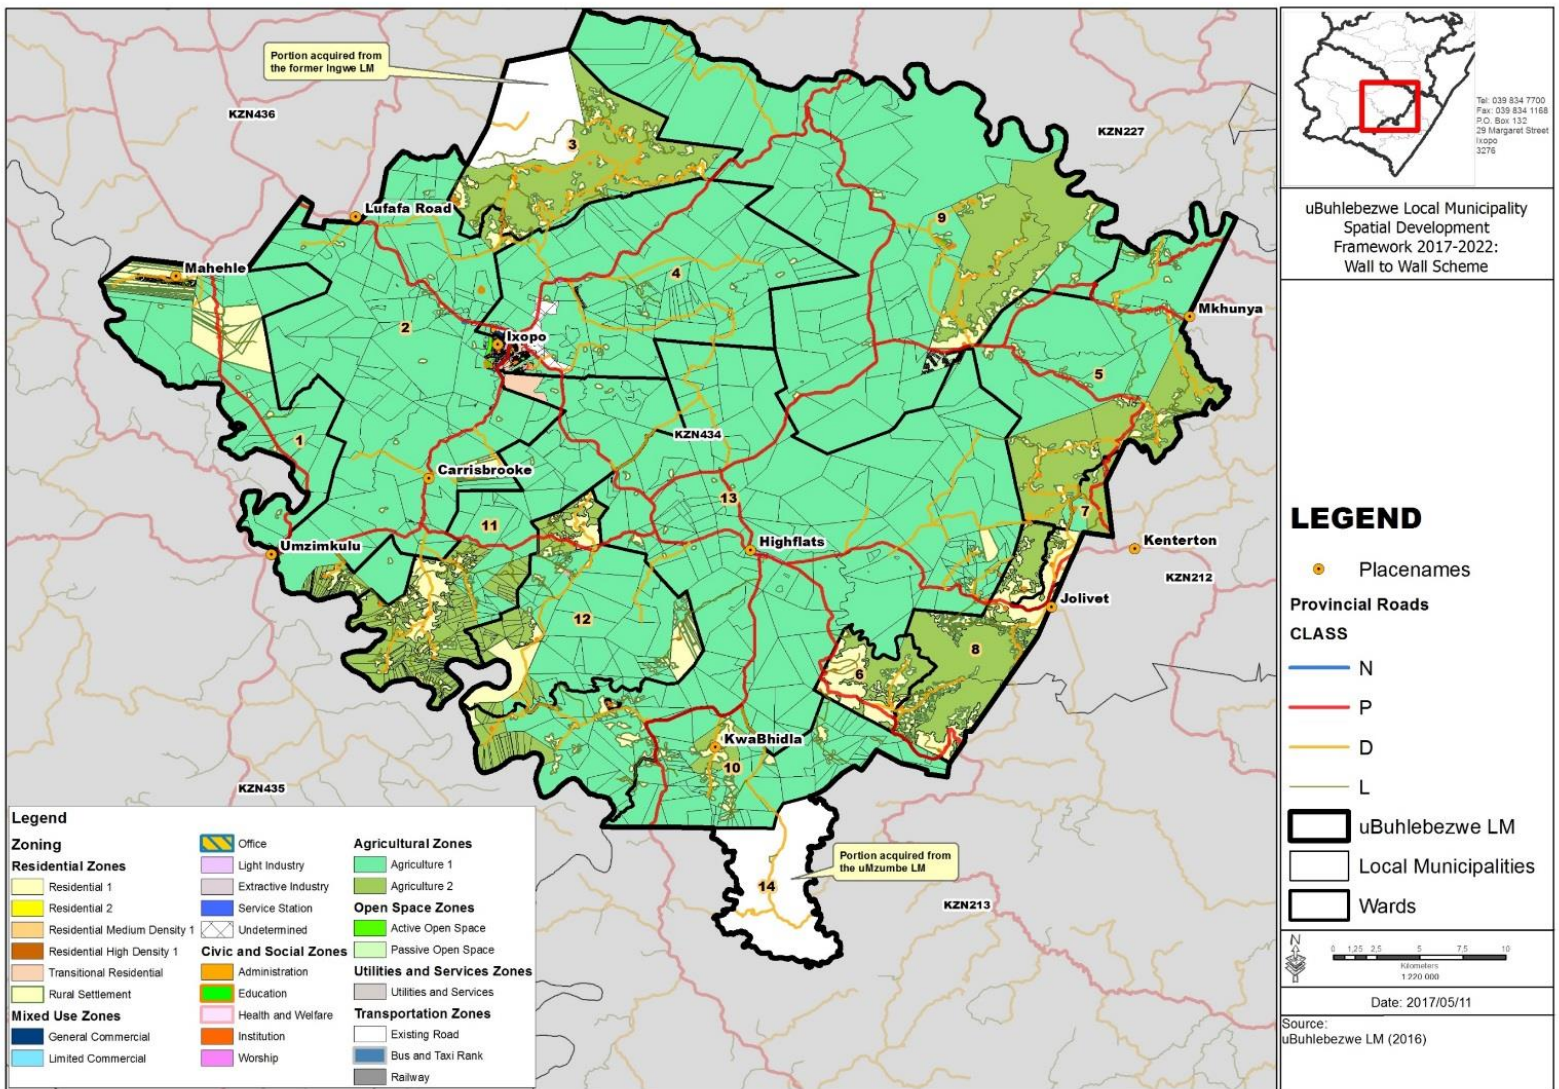 Portion acquired from
the former Ingwe LM
KZN436
KZN227
3
Lufafa Road
9
Mahehle
4
2
Mkhunya
Ixopo
5
KZN434
1
Carrisbrooke
13
7
11
Umzimkulu
Highflats
Kenterton
KZN212
Jolivet
12
8
6
KwaBhidla
10
KZN435
Portion acquired from
the uMzumbe LM
14
KZN213
Legend
Zoning
Residential Zones
Residential 1
Residential 2
Residential Medium Density 1
Residential High Density 1
Transitional Residential
Rural Settlement
Mixed Use Zones
General Commercial
Limited Commercial
Office
Light Industry
Extractive Industry
Service Station
Undetermined
Civic and Social Zones
Administration
Education
Health and Welfare
Institution
Worship
Agricultural Zones
Agriculture 1
Agriculture 2
Open Space Zones
Active Open Space
Passive Open Space
Utilities and Services Zones
Utilities and Services
Transportation Zones
Existing Road
Bus and Taxi Rank
Railway
Tel: 039 834 7700
Fax: 039 834 1168
P.O. Box 132
29 Margaret Street
Ixopo
3276
uBuhlebezwe Local Municipality
Spatial Development
Framework 2017-2022:
Wall to Wall Scheme
LEGEND
Placenames
Provincial Roads
CLASS
N
P
D
L
uBuhlebezwe LM
Local Municipalities
Wards
N
0 1,25 2,5 5 7,5 10
Kilometers
1:220 000
Date: 2017/05/11
Source:
uBuhlebezwe LM (2016)